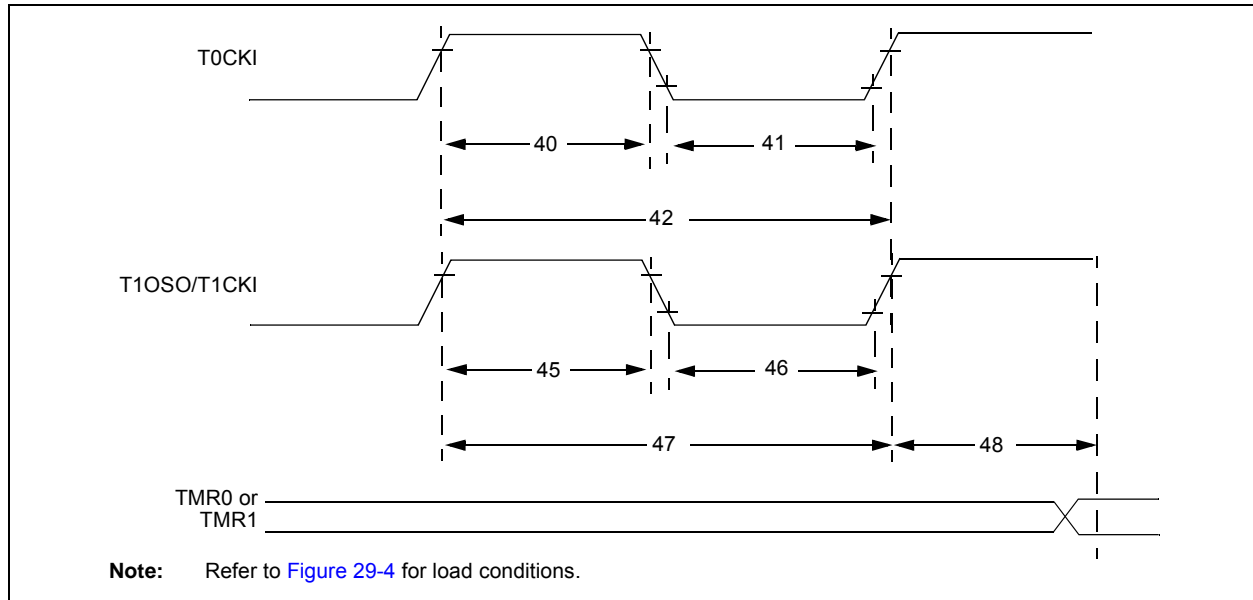 T0CKI
40
41
42
T1OSO/T1CKI
45
46
47
48
TMR0 or
TMR1
Note: Refer to Figure 29-4 for load conditions.